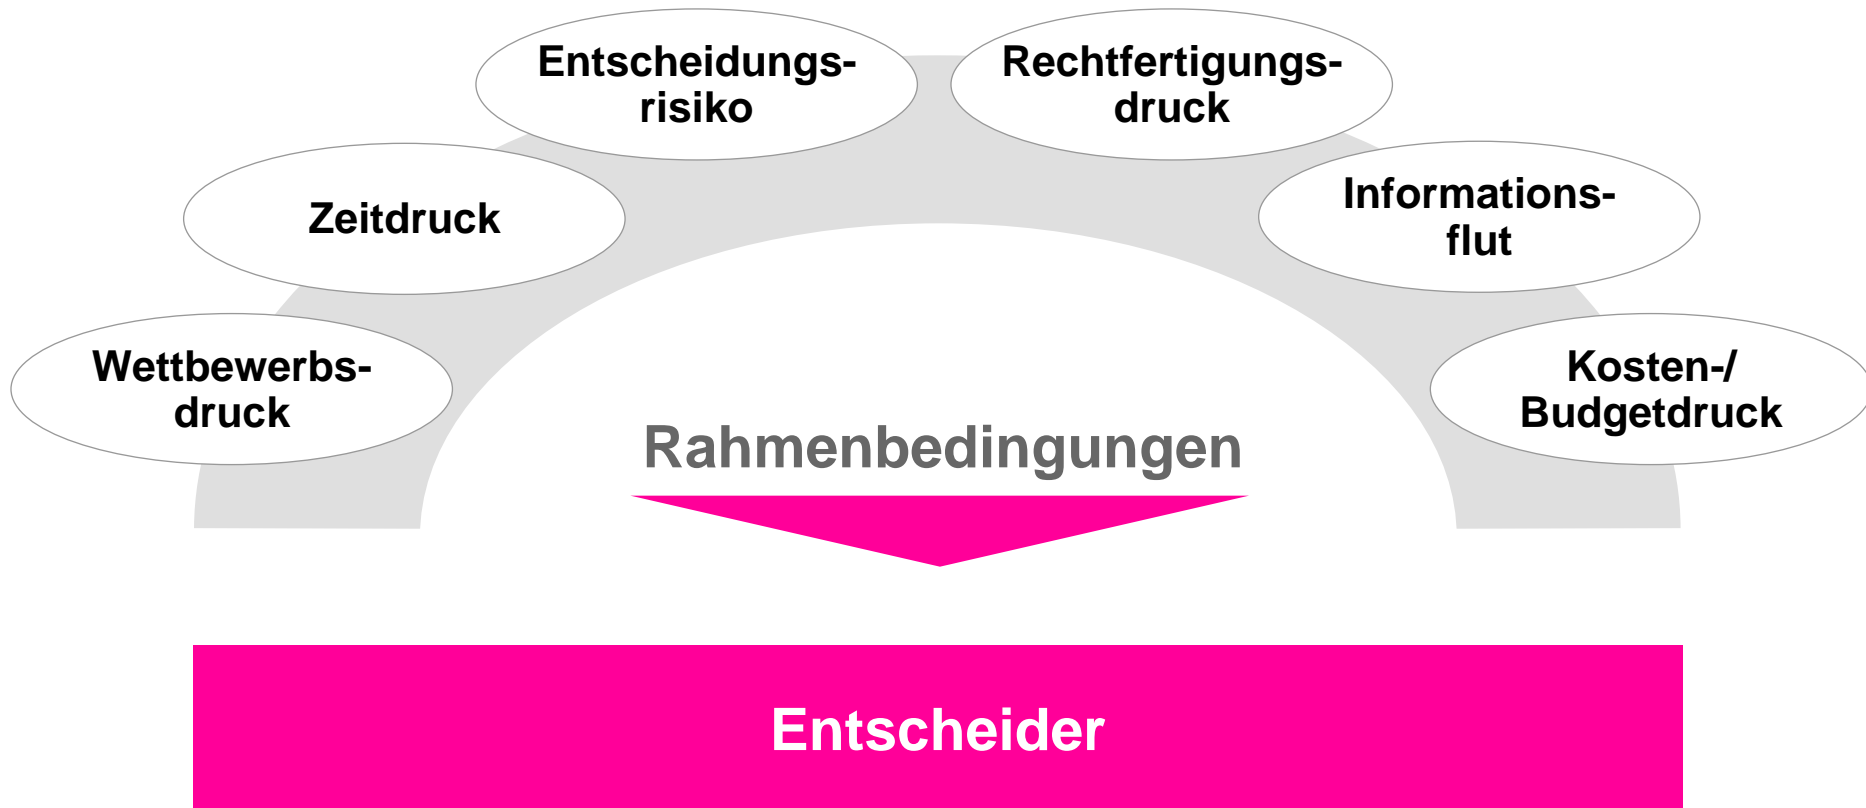 Entscheidungs-
risiko
Rechtfertigungs-
druck
Zeitdruck
Informations-
flut
Wettbewerbs-
druck
Kosten-/
Budgetdruck
Rahmenbedingungen
Entscheider